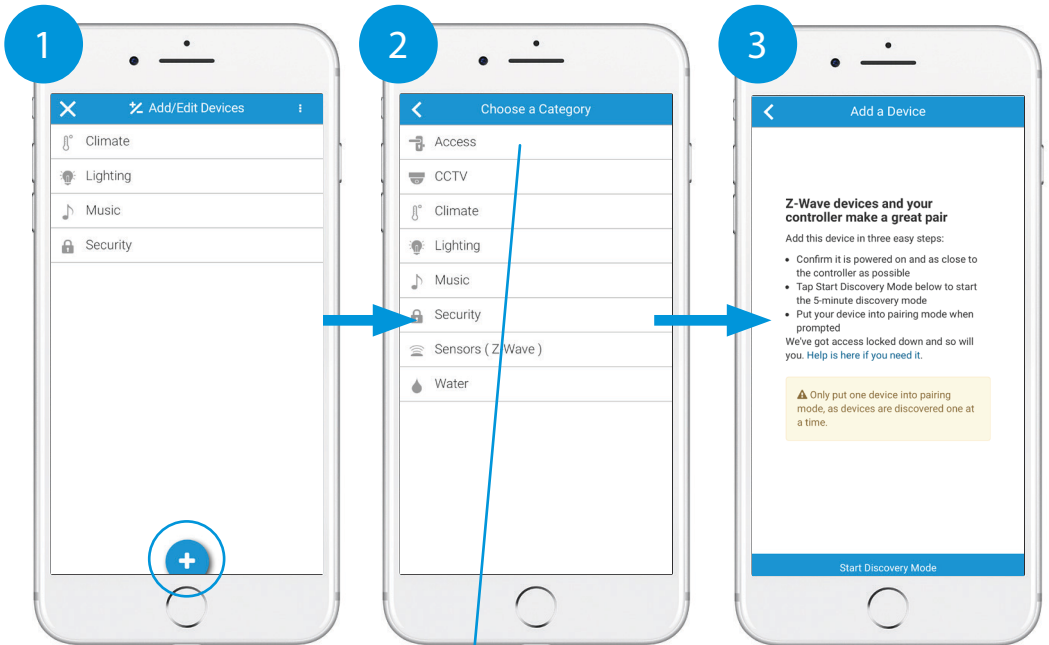 1
Add/Edit Devices
Climate
Lighting
Music
Security
2
Choose a Category
Access
CCTV
Climate
Lighting
Music
Security
Sensors ( Z Wave )
Water
3
Add a Device
Z-Wave devices and your
controller make a great pair
Add this device in three easy steps:
• Confirm it is powered on and as close to
the controller as possible
• Tap Start Discovery Mode below to start
the 5-minute discovery mode
• Put your device into pairing mode when
prompted
We've got access locked down and so will
you. Help is here if you need it.
Only put one device into pairing
mode, as devices are discovered one at
a time.
Start Discovery Mode